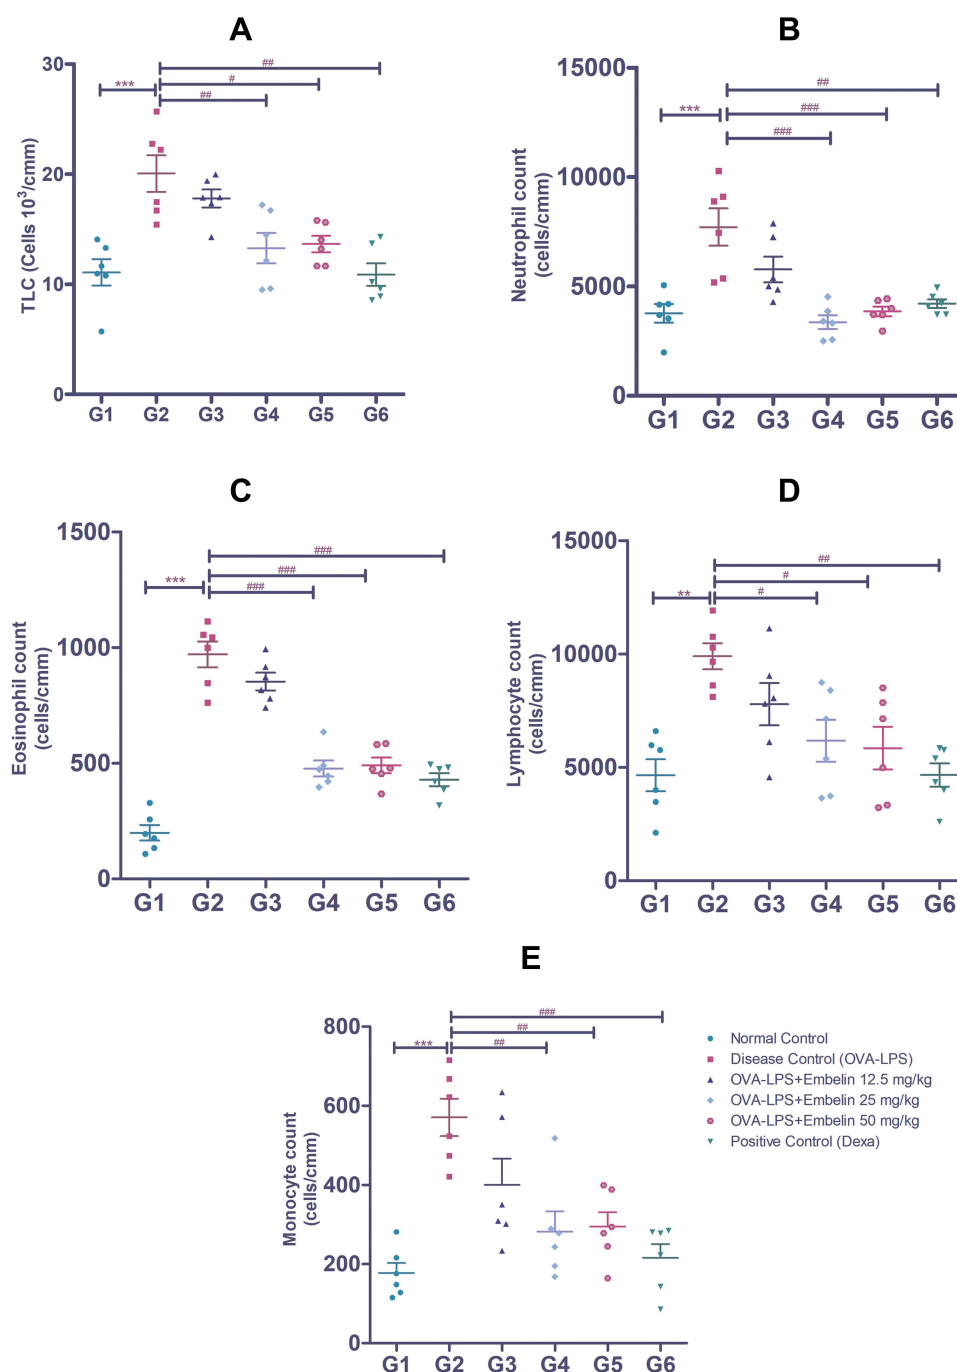 A
TLC (Cells 10³/cmm)
30
20
10
0
***
##
#
##
G1 G2 G3 G4 G5 G6
B
Neutrophil count
(cells/cmm)
15000
10000
5000
0
***
##
###
###
G1 G2 G3 G4 G5 G6
C
Eosinophil count
(cells/cmm)
1500
1000
500
0
***
###
###
###
G1 G2 G3 G4 G5 G6
D
Lymphocyte count
(cells/cmm)
15000
10000
5000
0
**
##
#
#
G1 G2 G3 G4 G5 G6
E
Monocyte count
(cells/cmm)
800
600
400
200
0
***
###
##
##
G1 G2 G3 G4 G5 G6
Normal Control
Disease Control (OVA-LPS)
OVA-LPS+Embelin 12.5 mg/kg
OVA-LPS+Embelin 25 mg/kg
OVA-LPS+Embelin 50 mg/kg
Positive Control (Dexa)